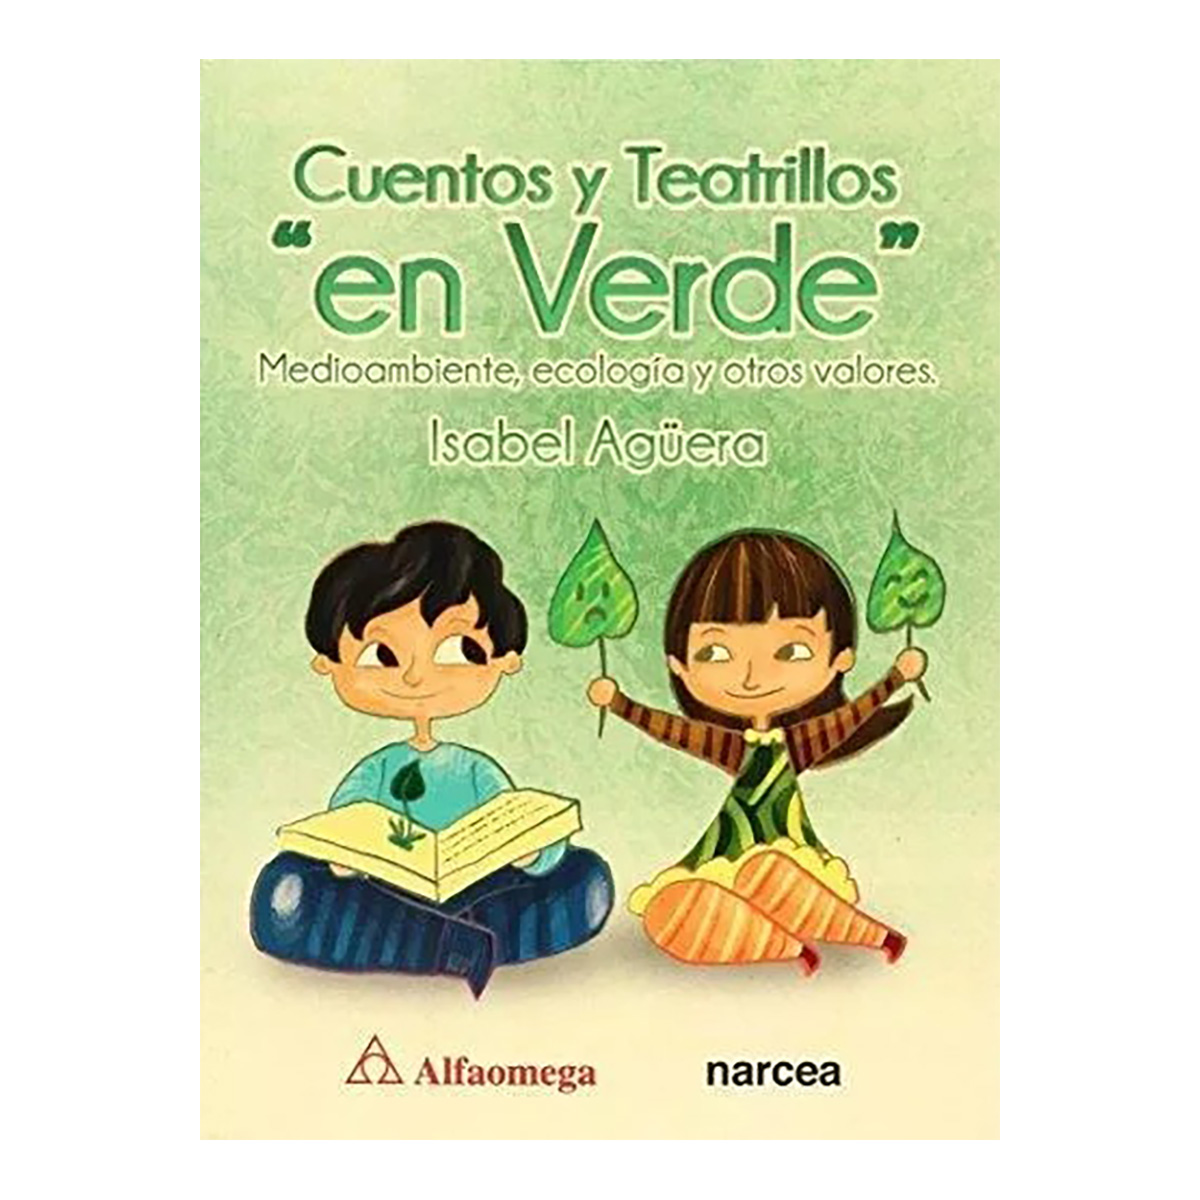 Cuentos y Teatrillos
“en Verde”
Medioambiente, ecología y otros valores.
Isabel Agüera
Alfaomega
narcea